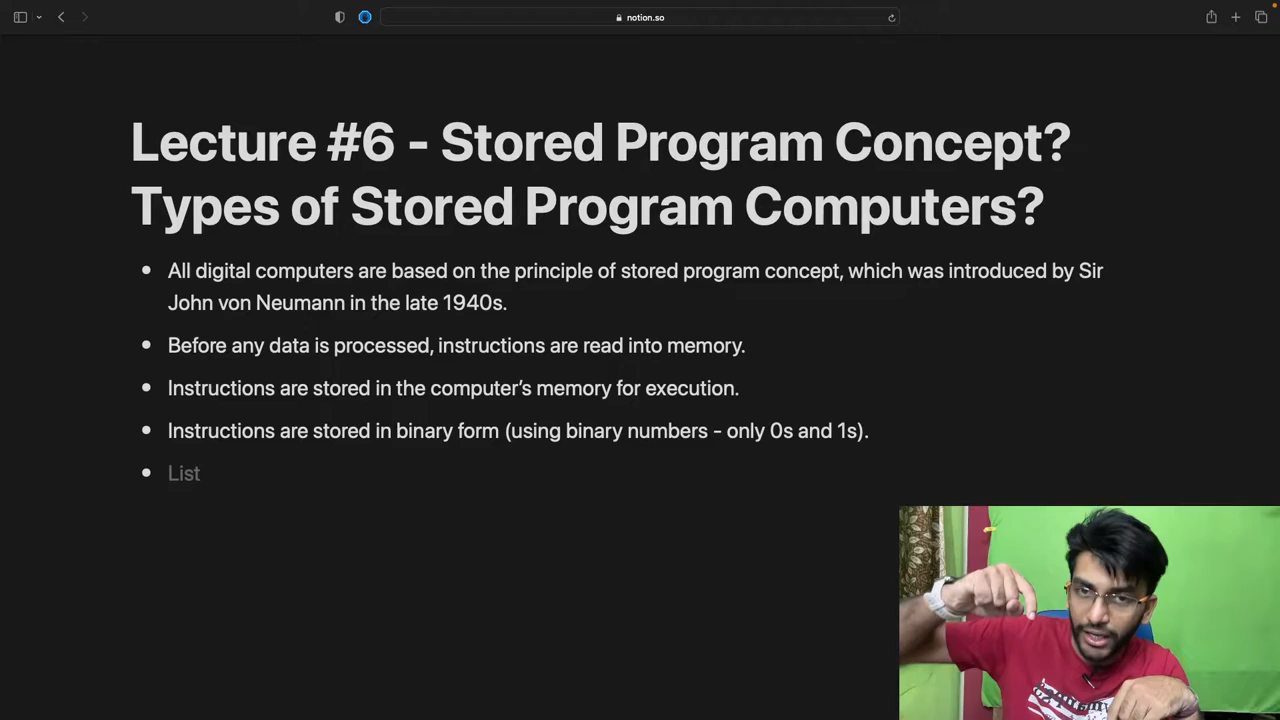 notion.so
Lecture #6 - Stored Program Concept?
Types of Stored Program Computers?
All digital computers are based on the principle of stored program concept, which was introduced by Sir
John von Neumann in the late 1940s.
Before any data is processed, instructions are read into memory.
Instructions are stored in the computer’s memory for execution.
Instructions are stored in binary form (using binary numbers - only 0s and 1s).
List